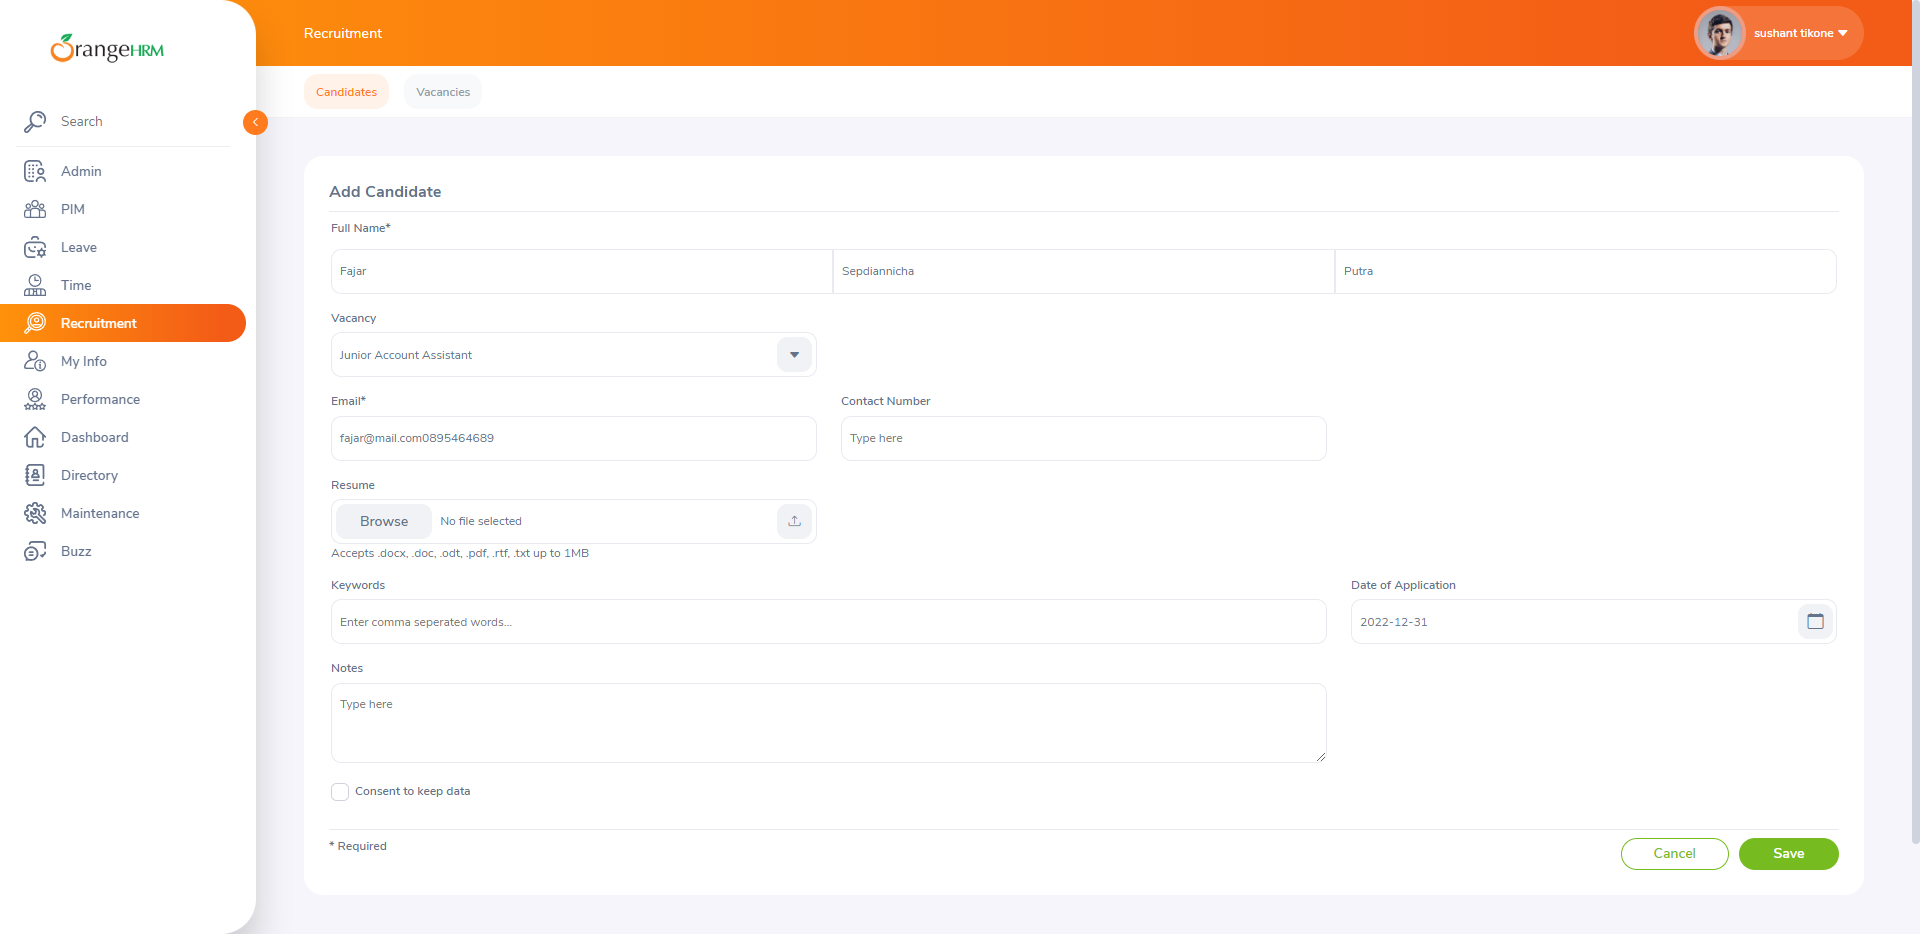 OrangeHRM
Search
Admin
PIM
Leave
Time
Recruitment
My Info
Performance
Dashboard
Directory
Maintenance
Buzz
Recruitment
sushant tikone
Candidates
Vacancies
Add Candidate
Full Name*
Fajar
Sepdiannicha
Putra
Vacancy
Junior Account Assistant
Email*
Contact Number
fajar@mail.com0895464689
Type here
Resume
Browse
No file selected
Accepts .docx, .doc, .odt, .pdf, .rtf, .txt up to 1MB
Keywords
Date of Application
Enter comma seperated words...
2022-12-31
Notes
Type here
Consent to keep data
* Required
Cancel
Save